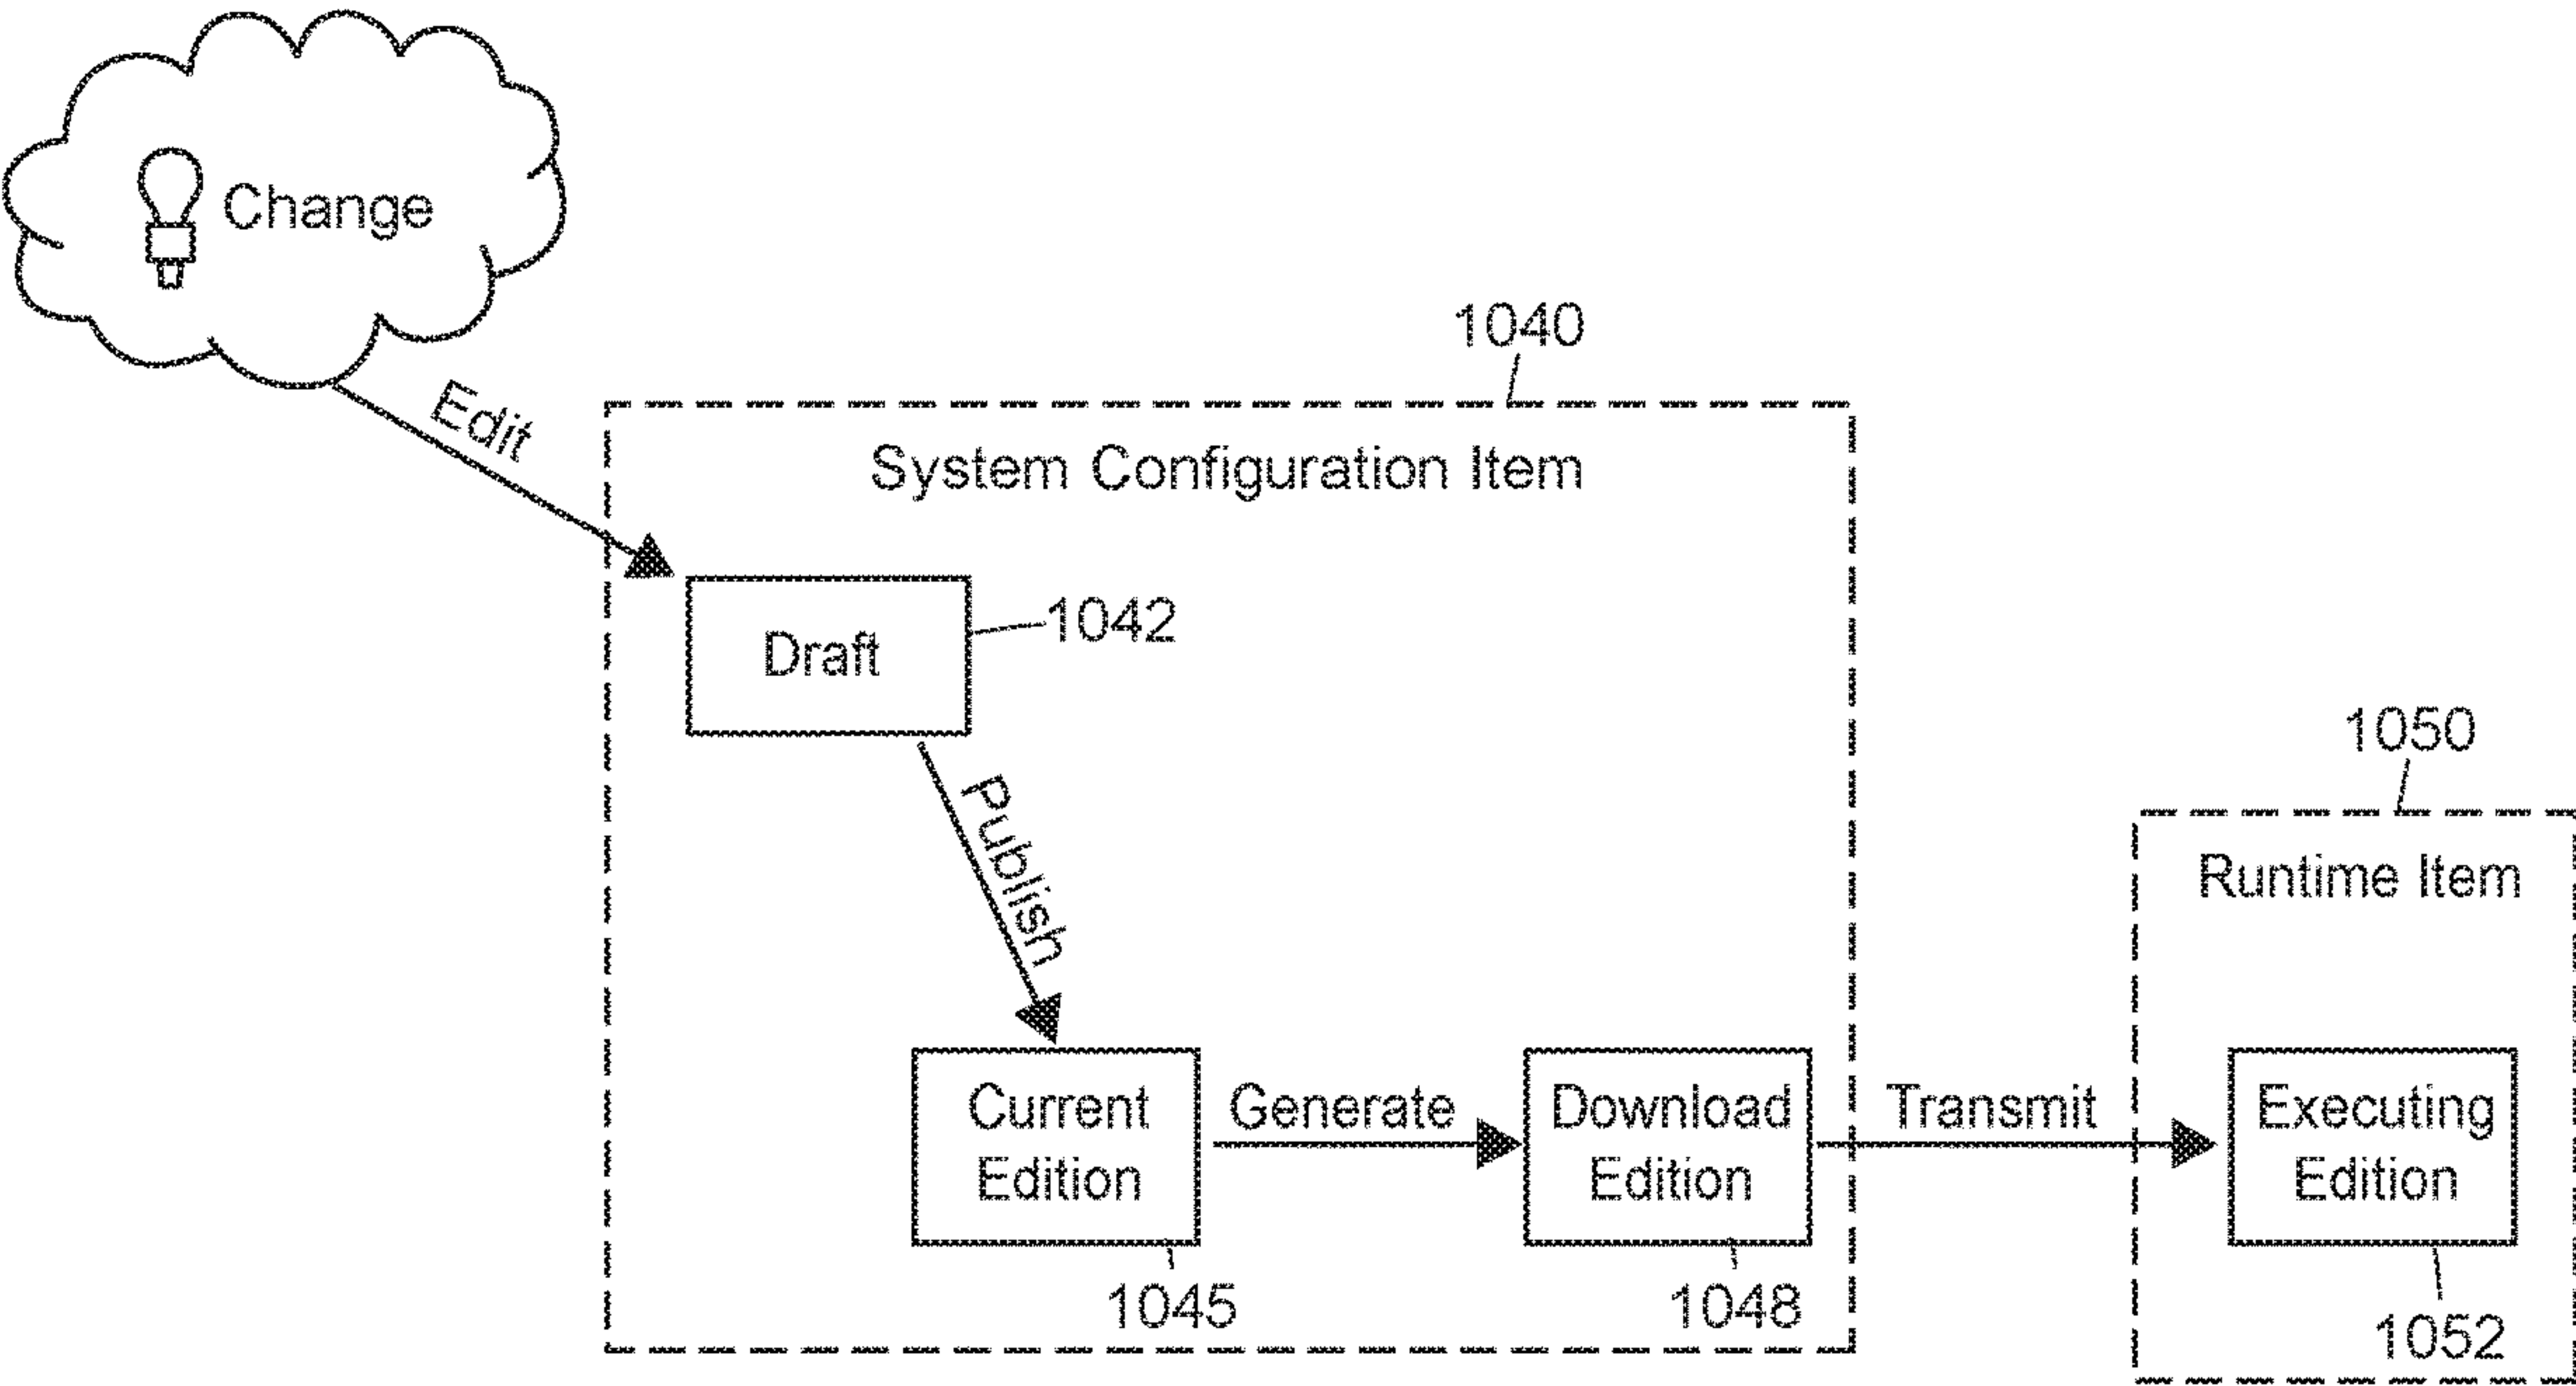 Change
Edit
1040
System Configuration Item
Draft
1042
Publish
1050
Runtime Item
Current
Edition
Generate
Download
Edition
Transmit
Executing
Edition
1045
1048
1052